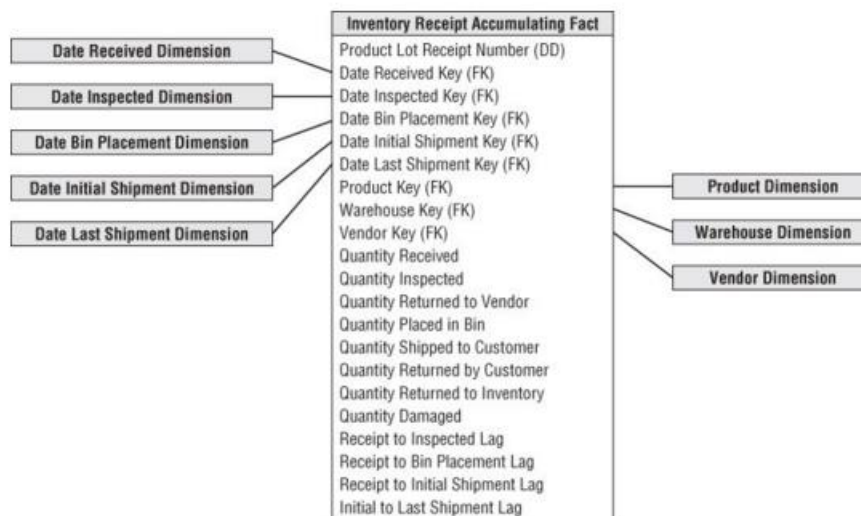 Date Received Dimension
Date Inspected Dimension
Date Bin Placement Dimension
Date Initial Shipment Dimension
Date Last Shipment Dimension
Inventory Receipt Accumulating Fact
Product Lot Receipt Number (DD)
Date Received Key (FK)
Date Inspected Key (FK)
Date Bin Placement Key (FK)
Date Initial Shipment Key (FK)
Date Last Shipment Key (FK)
Product Key (FK)
Warehouse Key (FK)
Vendor Key (FK)
Quantity Received
Quantity Inspected
Quantity Returned to Vendor
Quantity Placed in Bin
Quantity Shipped to Customer
Quantity Returned by Customer
Quantity Returned to Inventory
Quantity Damaged
Receipt to Inspected Lag
Receipt to Bin Placement Lag
Receipt to Initial Shipment Lag
Initial to Last Shipment Lag
Product Dimension
Warehouse Dimension
Vendor Dimension